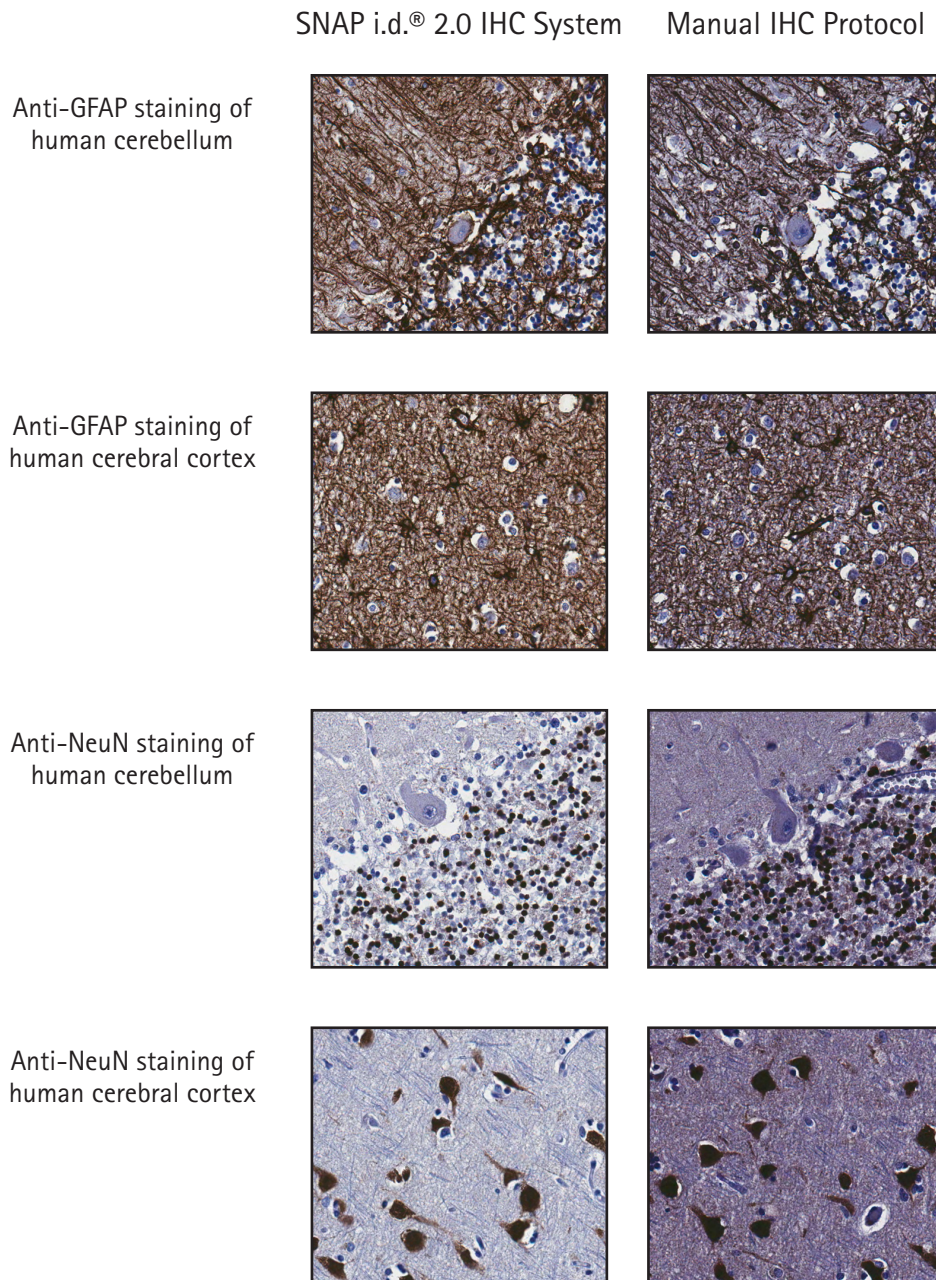 SNAP i.d.® 2.0 IHC System
Manual IHC Protocol
Anti-GFAP staining of
human cerebellum
Anti-GFAP staining of
human cerebral cortex
Anti-NeuN staining of
human cerebellum
Anti-NeuN staining of
human cerebral cortex